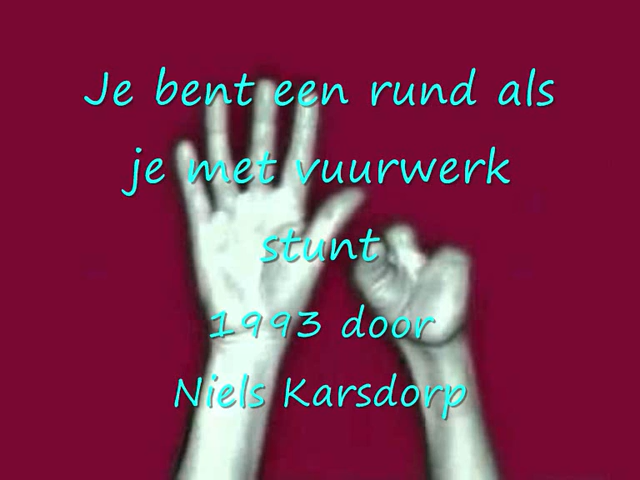 Je bent een rund als
je met vuurwerk
stunt
1993 door
Niels Karsdorp